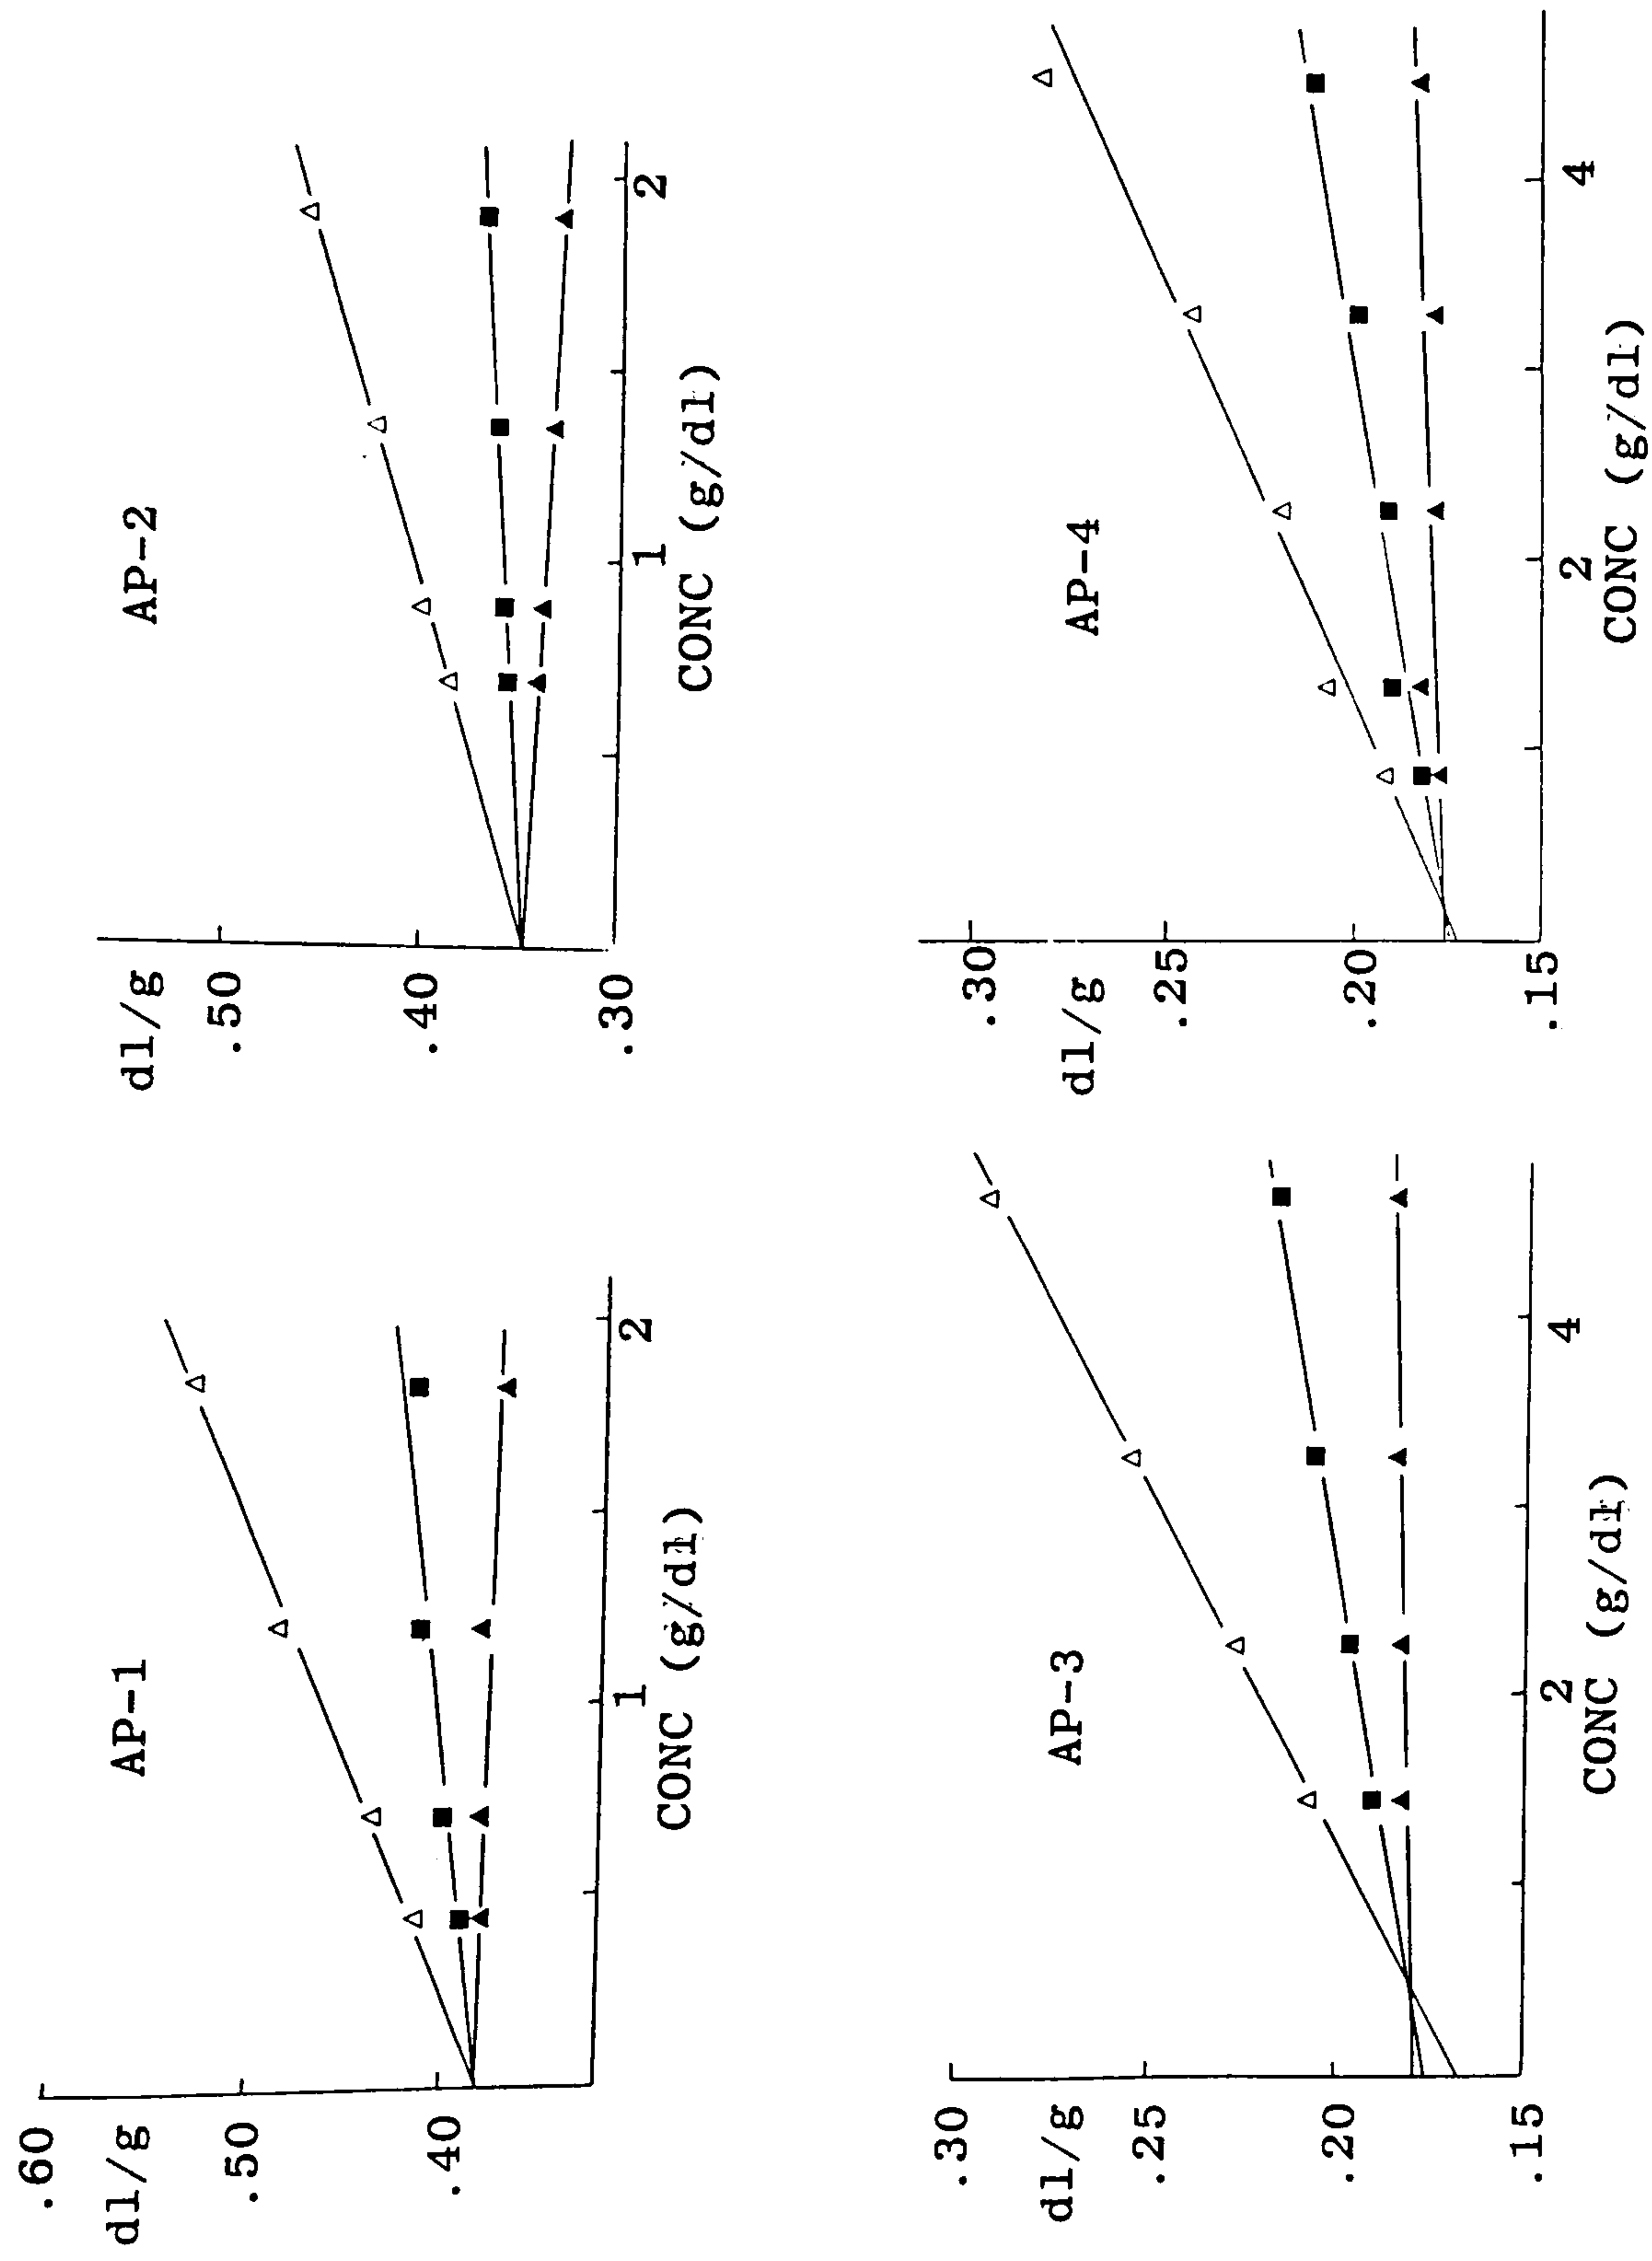 AP-1
.60
dl/g
.50
.40
1
2
CONC (g/dl)
AP-2
dl/g
.50
.40
.30
1
2
CONC (g/dl)
AP-3
.30
dl/g
.25
.20
.15
2
4
CONC (g/dl)
AP-4
.30
dl/g
.25
.20
.15
2
4
CONC (g/dl)